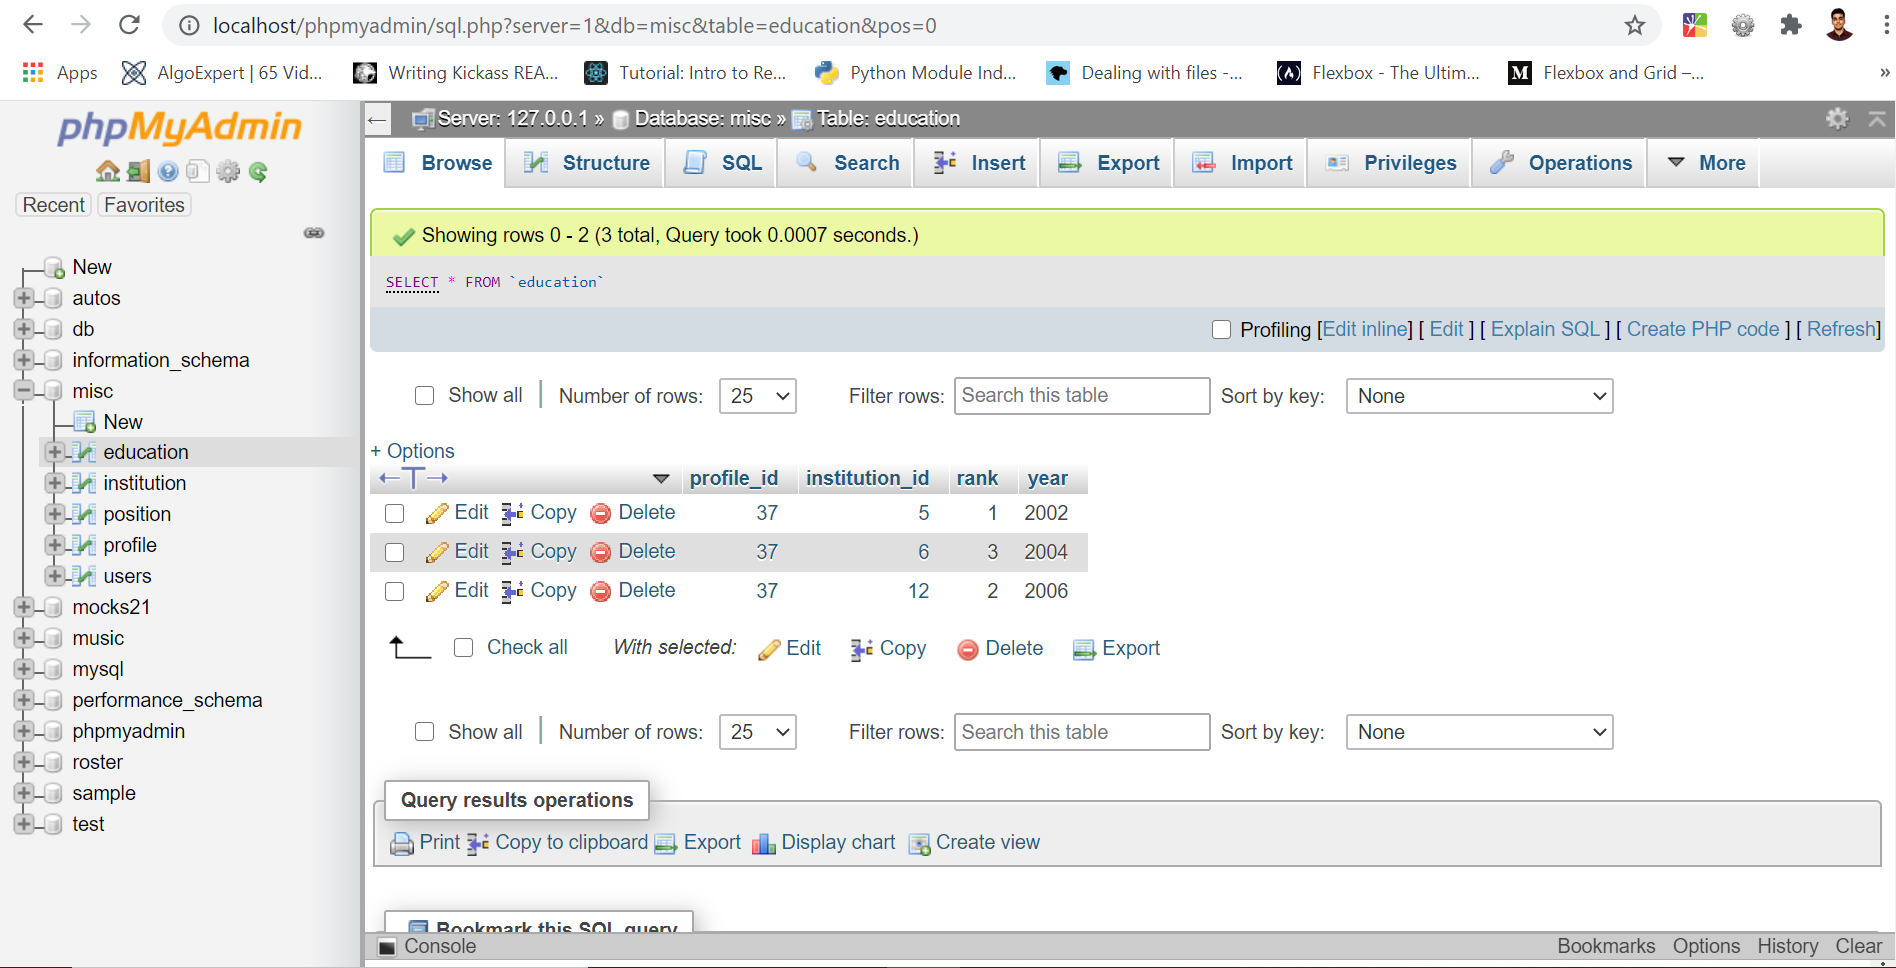 localhost/phpmyadmin/sql.php?server=1&db=misc&table=education&pos=0
Apps AlgoExpert | 65 Vid... Writing Kickass REA... Tutorial: Intro to Re... Python Module Ind... Dealing with files -... Flexbox - The Ultim... M Flexbox and Grid –... »
phpMyAdmin
Recent Favorites
New
autos
db
information_schema
misc
New
education
institution
position
profile
users
mocks21
music
mysql
performance_schema
phpmyadmin
roster
sample
test
Server: 127.0.0.1 » Database: misc » Table: education
Browse Structure SQL Search Insert Export Import Privileges Operations More
Showing rows 0 - 2 (3 total, Query took 0.0007 seconds.)
SELECT * FROM `education`
Profiling [Edit inline] [ Edit ] [ Explain SQL ] [ Create PHP code ] [ Refresh]
Show all Number of rows: 25 Filter rows: Search this table Sort by key: None
+ Options
←T→ profile_id institution_id rank year
Edit Copy Delete 37 5 1 2002
Edit Copy Delete 37 6 3 2004
Edit Copy Delete 37 12 2 2006
Check all With selected: Edit Copy Delete Export
Show all Number of rows: 25 Filter rows: Search this table Sort by key: None
Query results operations
Print Copy to clipboard Export Display chart Create view
Bookmark this SQL query
Console Bookmarks Options History Clear